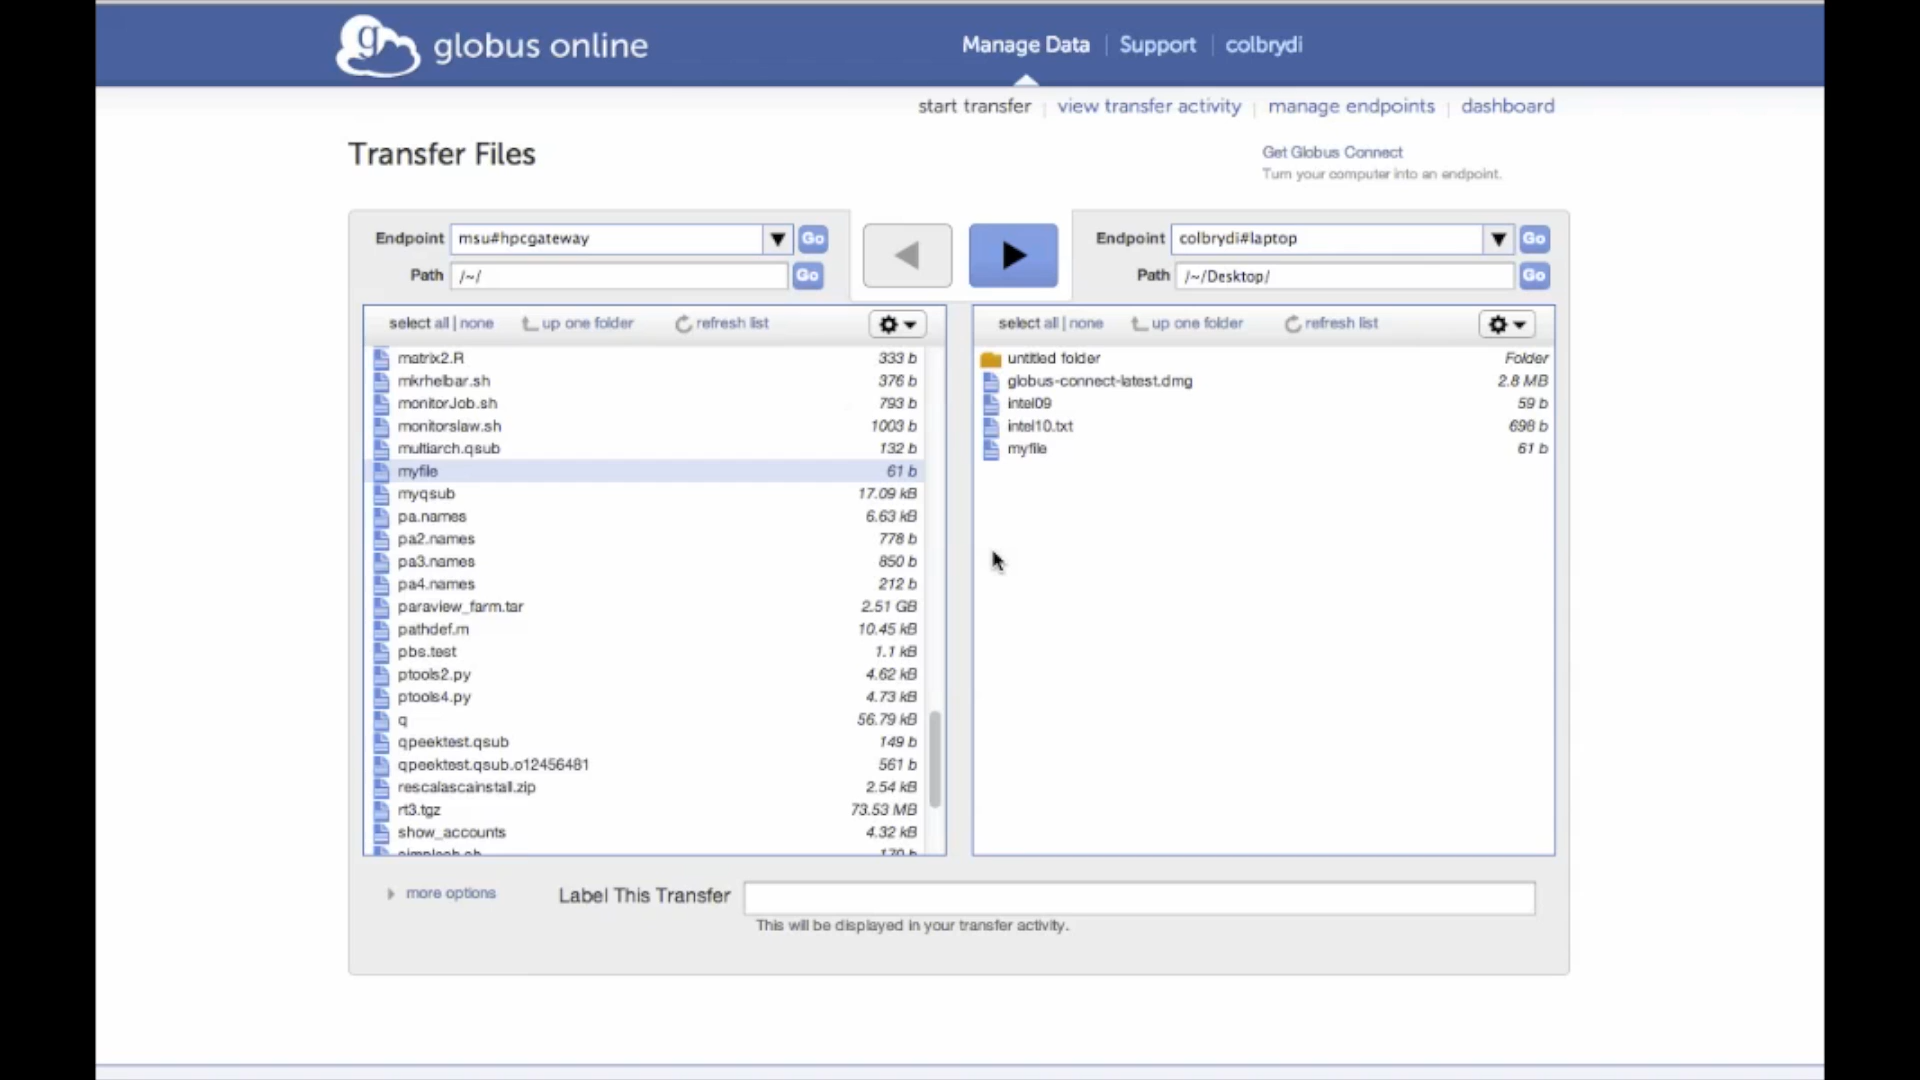 globus online
Manage Data | Support | colbrydi
start transfer | view transfer activity | manage endpoints | dashboard
Transfer Files
Get Globus Connect
Turn your computer into an endpoint.
Endpoint msu#hpcgateway Go
Path /~/ Go
select all | none up one folder refresh list
matrix2.R 333 b
mkrhelbar.sh 376 b
monitorJob.sh 793 b
monitorslaw.sh 1003 b
multiarch.qsub 132 b
myfile 61 b
myqsub 17.09 kB
pa.names 6.63 kB
pa2.names 778 b
pa3.names 850 b
pa4.names 212 b
paraview_farm.tar 2.51 GB
pathdef.m 10.45 kB
pbs.test 1.1 kB
ptools2.py 4.62 kB
ptools4.py 4.73 kB
q 56.79 kB
qpeektest.qsub 149 b
qpeektest.qsub.o12456481 561 b
rescalascainstall.zip 2.54 kB
rt3.tgz 73.53 MB
show_accounts 4.32 kB
Endpoint colbrydi#laptop Go
Path /~/Desktop/ Go
select all | none up one folder refresh list
untitled folder Folder
globus-connect-latest.dmg 2.8 MB
intel09 59 b
intel10.txt 698 b
myfile 61 b
more options
Label This Transfer
This will be displayed in your transfer activity.